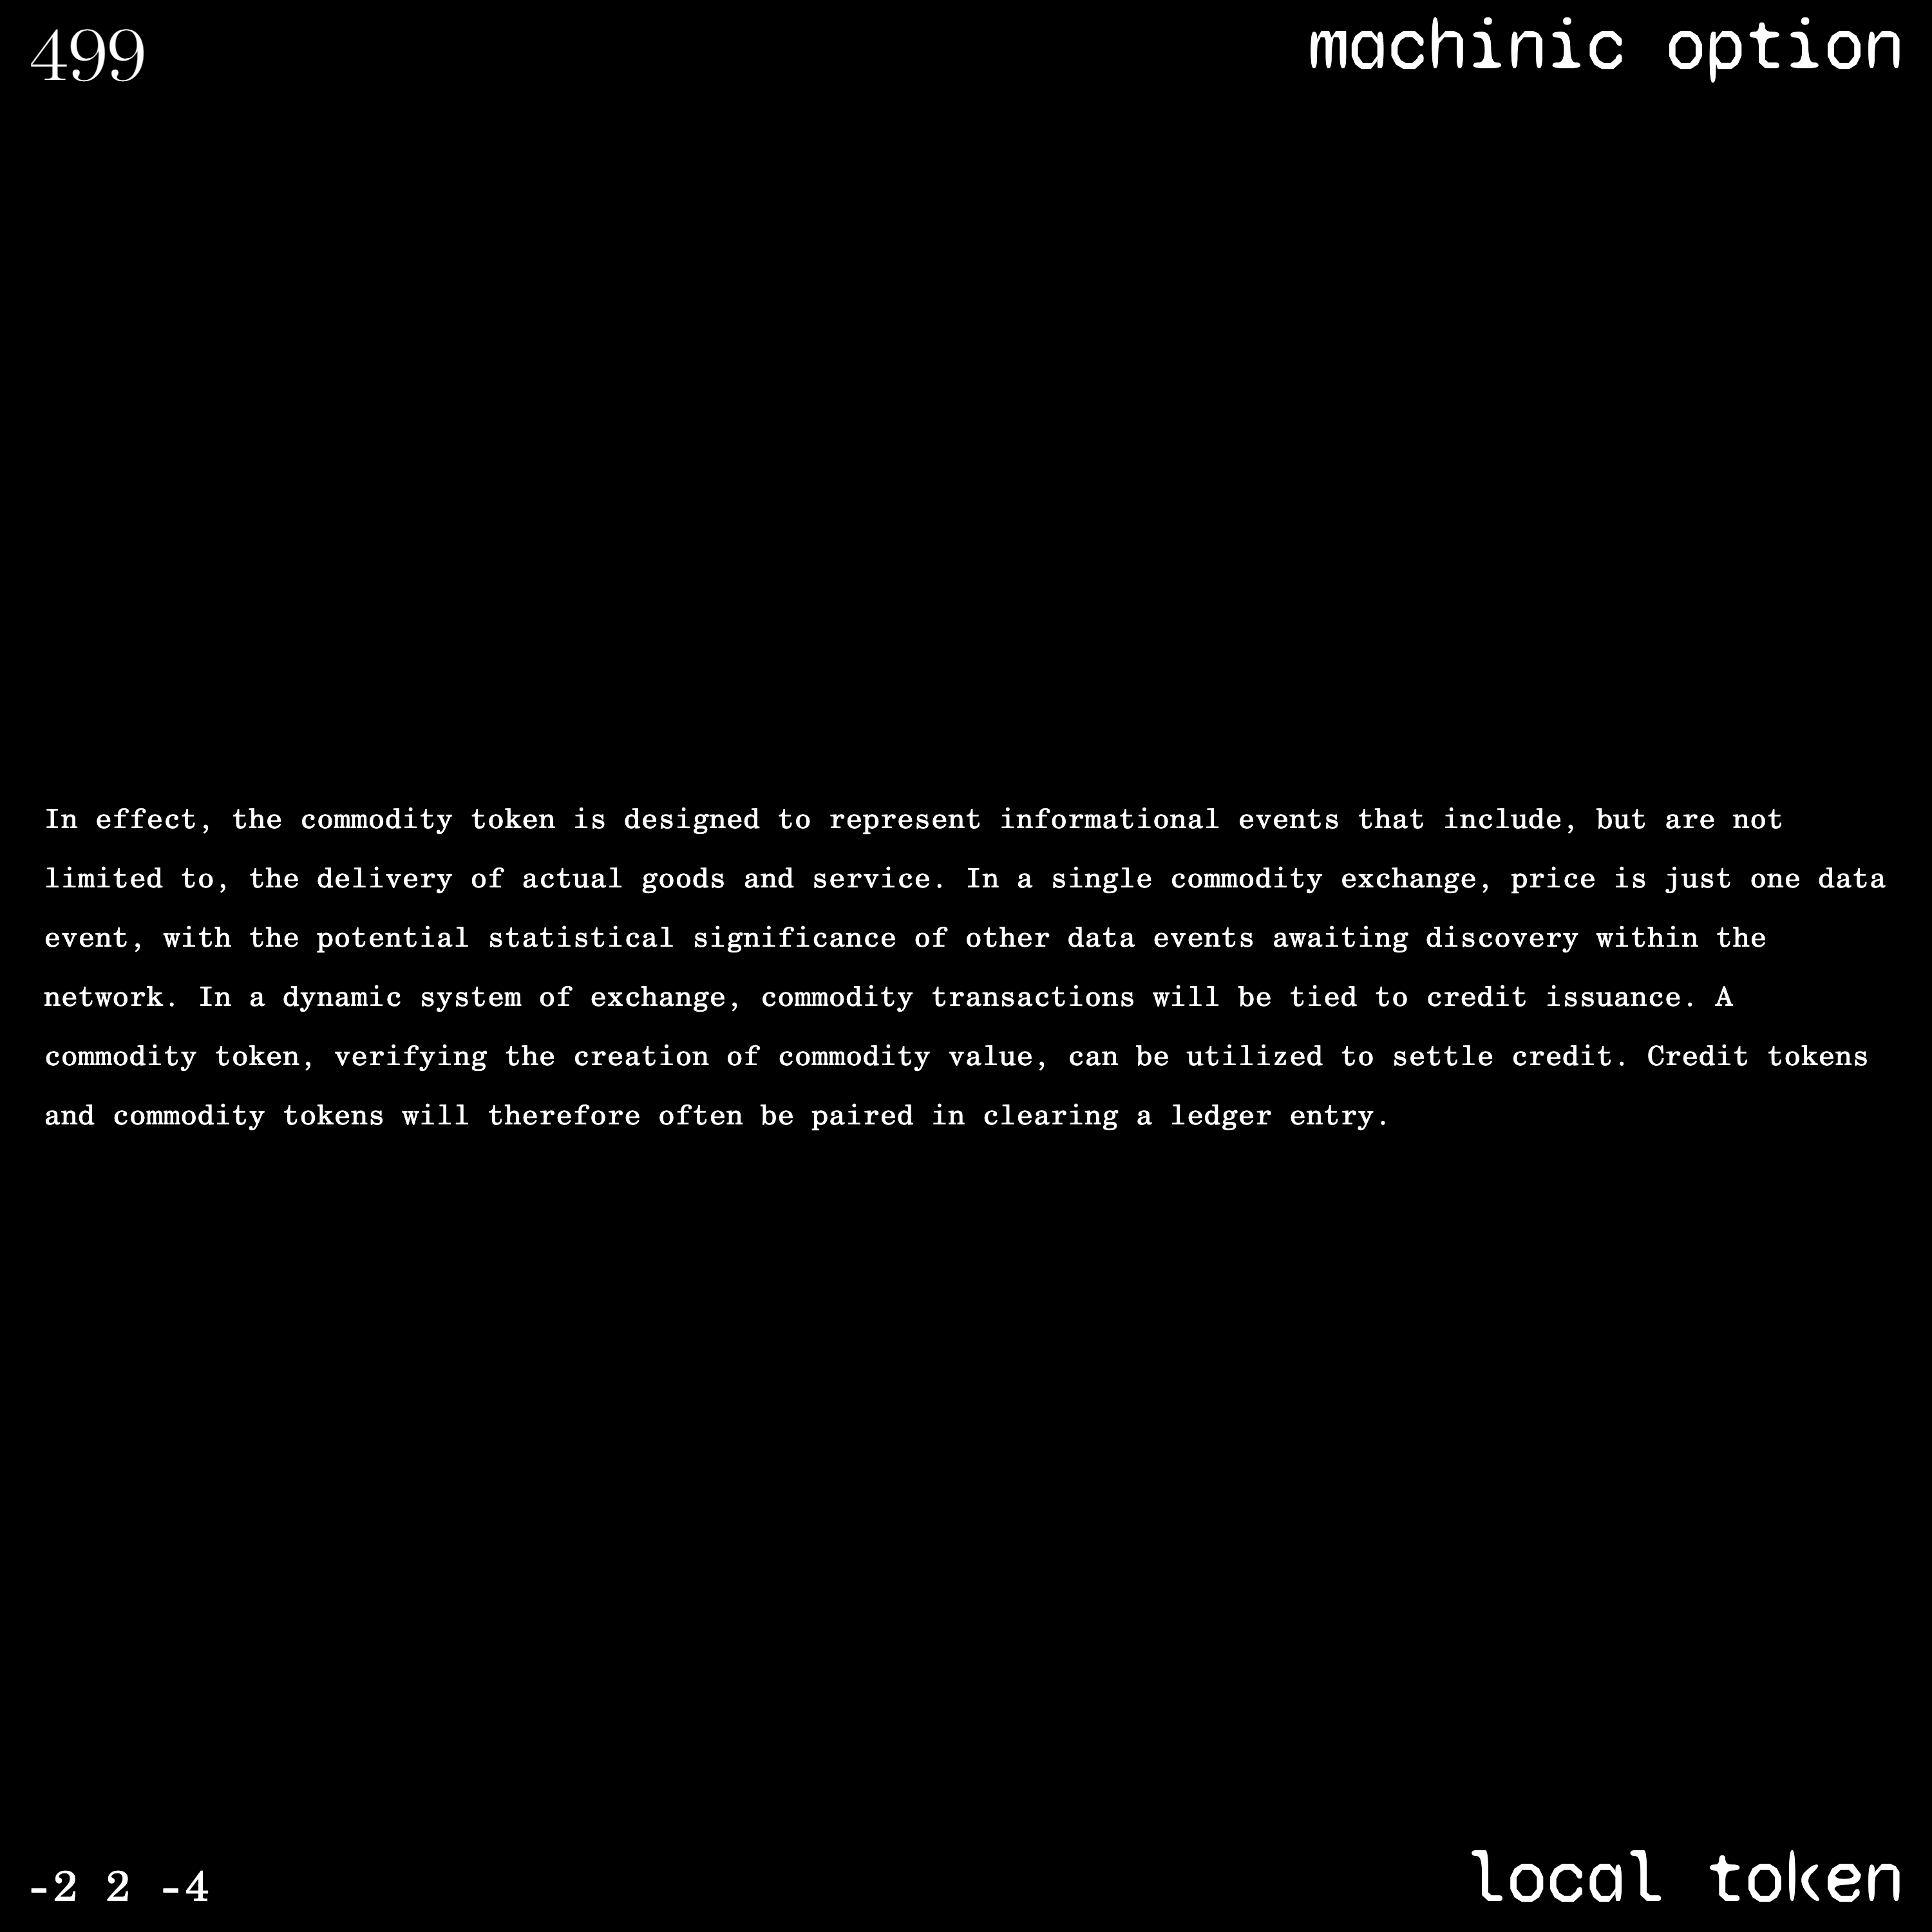 499
machinic option
In effect, the commodity token is designed to represent informational events that include, but are not
limited to, the delivery of actual goods and service. In a single commodity exchange, price is just one data
event, with the potential statistical significance of other data events awaiting discovery within the
network. In a dynamic system of exchange, commodity transactions will be tied to credit issuance. A
commodity token, verifying the creation of commodity value, can be utilized to settle credit. Credit tokens
and commodity tokens will therefore often be paired in clearing a ledger entry.
-2 2 -4
local token